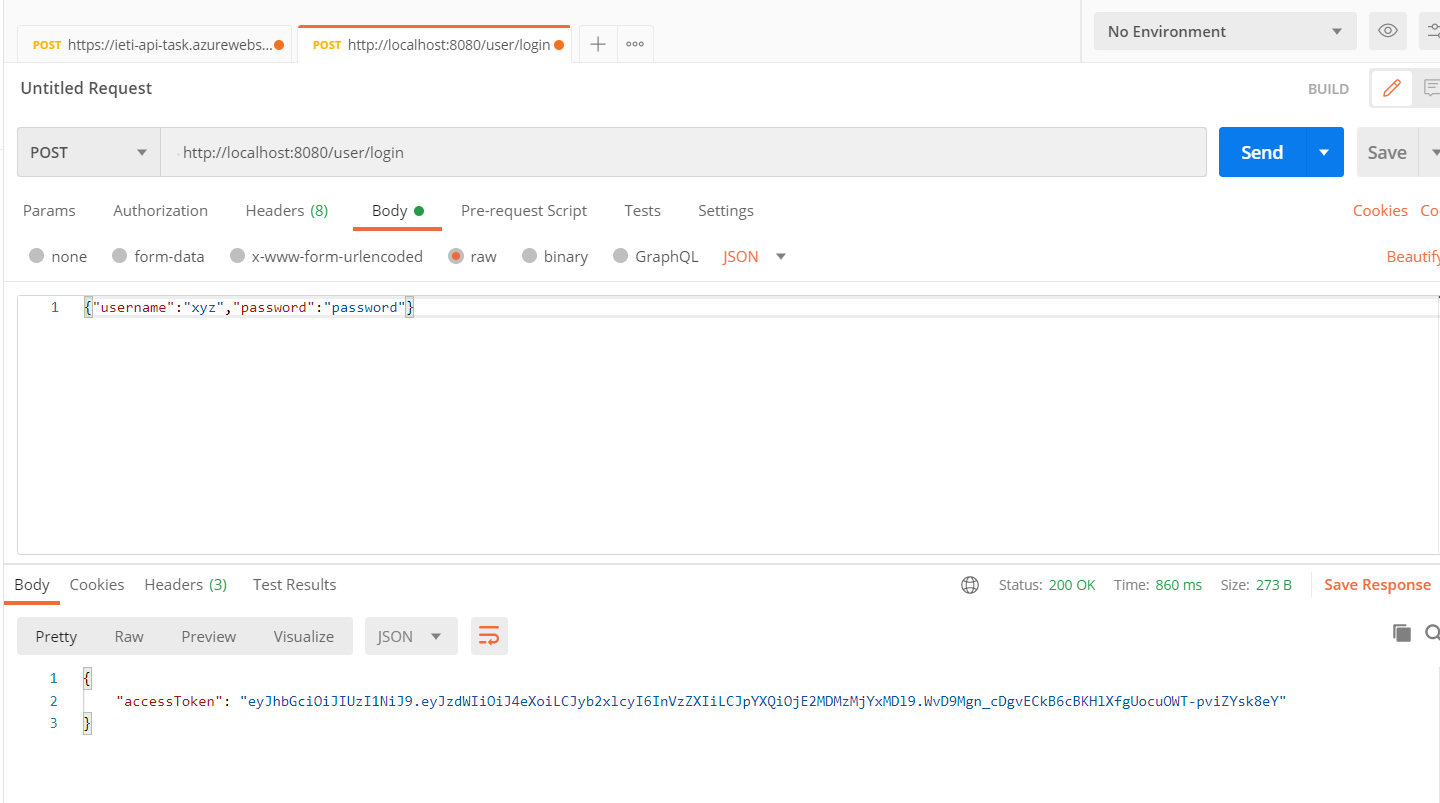 POST https://ieti-api-task.azurewebs... POST http://localhost:8080/user/login No Environment
Untitled Request BUILD
POST http://localhost:8080/user/login Send Save
Params Authorization Headers (8) Body Pre-request Script Tests Settings Cookies Co
none form-data x-www-form-urlencoded raw binary GraphQL JSON Beautify
1 {"username":"xyz","password":"password"}
Body Cookies Headers (3) Test Results Status: 200 OK Time: 860 ms Size: 273 B Save Response
Pretty Raw Preview Visualize JSON
1 {
2 "accessToken": "eyJhbGciOiJIUzI1NiJ9.eyJzdWIiOiJ4eXoiLCJyb2xlcyI6InVzZXIiLCJpYXQiOjE2MDMzMjYxMDl9.WvD9Mgn_cDgvECkB6cBKHlXfgUocuOWT-pviZYsk8eY"
3 }